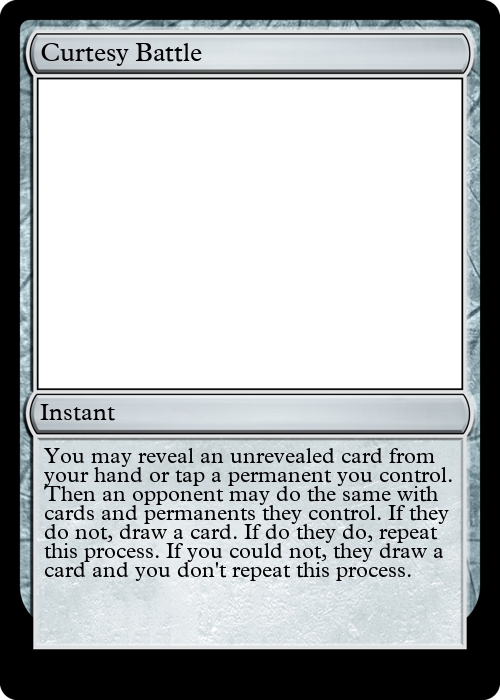 Curtesy Battle
Instant
You may reveal an unrevealed card from
your hand or tap a permanent you control.
Then an opponent may do the same with
cards and permanents they control. If they
do not, draw a card. If do they do, repeat
this process. If you could not, they draw a
card and you don't repeat this process.